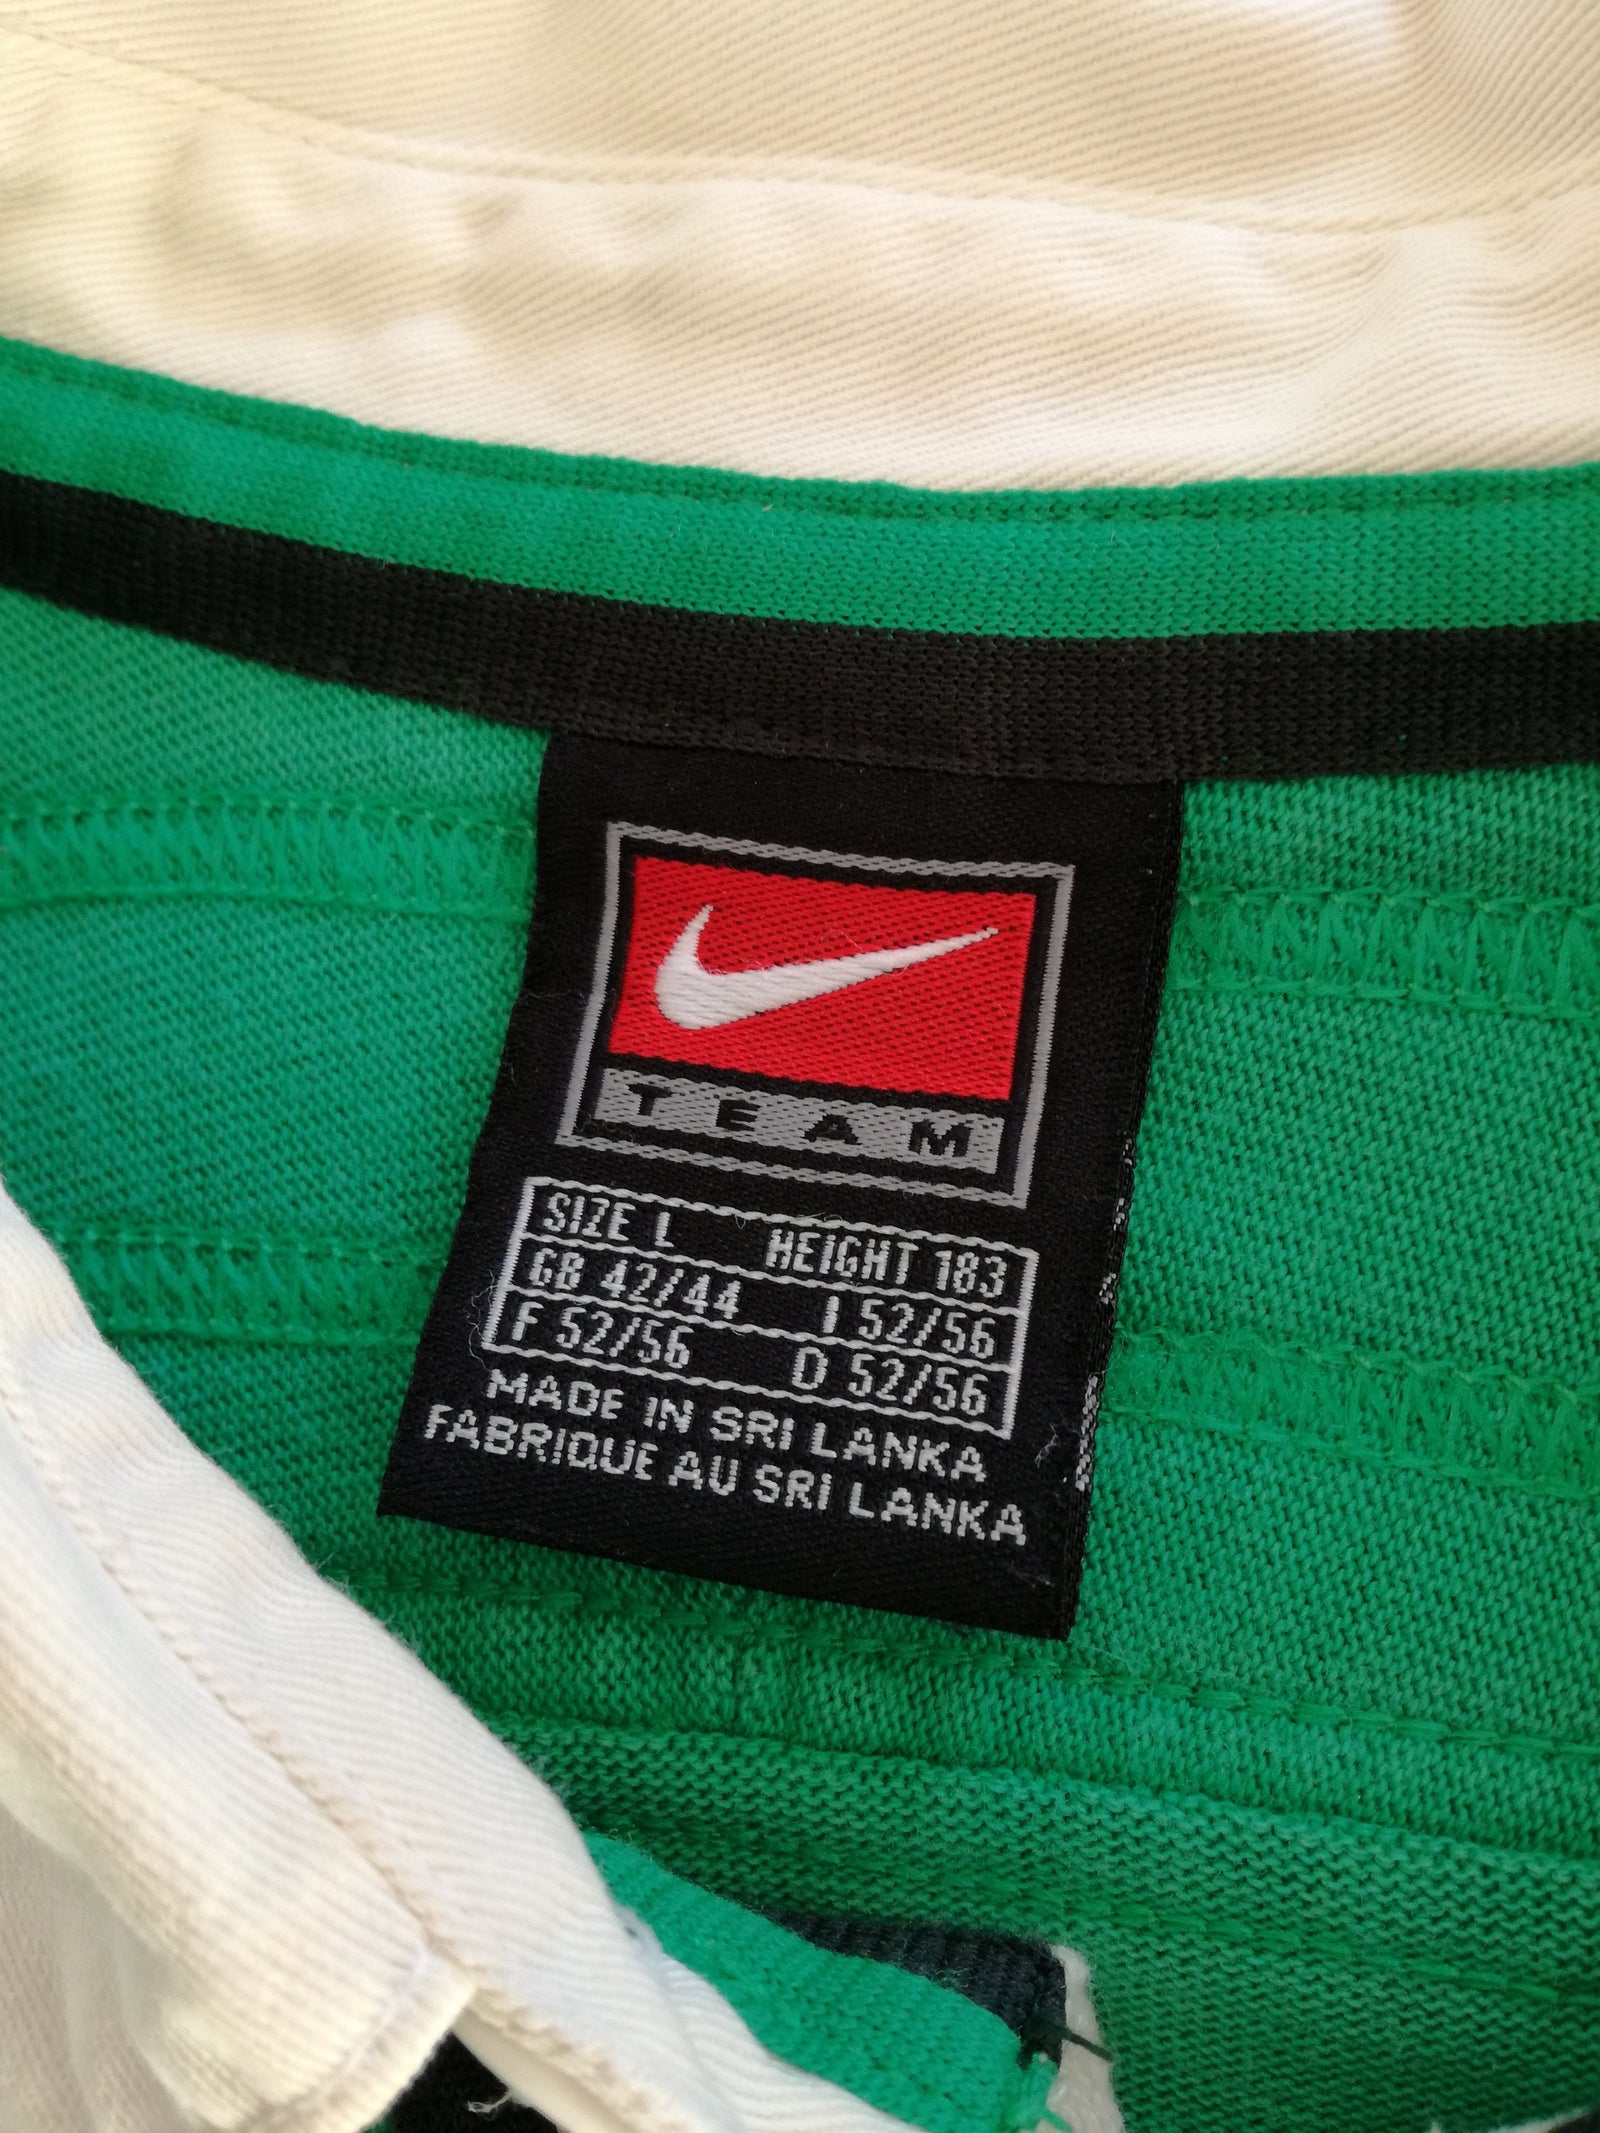 TEAM
SIZE L HEIGHT 183
GB 42/44 I 52/56
F 52/56 D 52/56
MADE IN SRI LANKA
FABRIQUE AU SRI LANKA